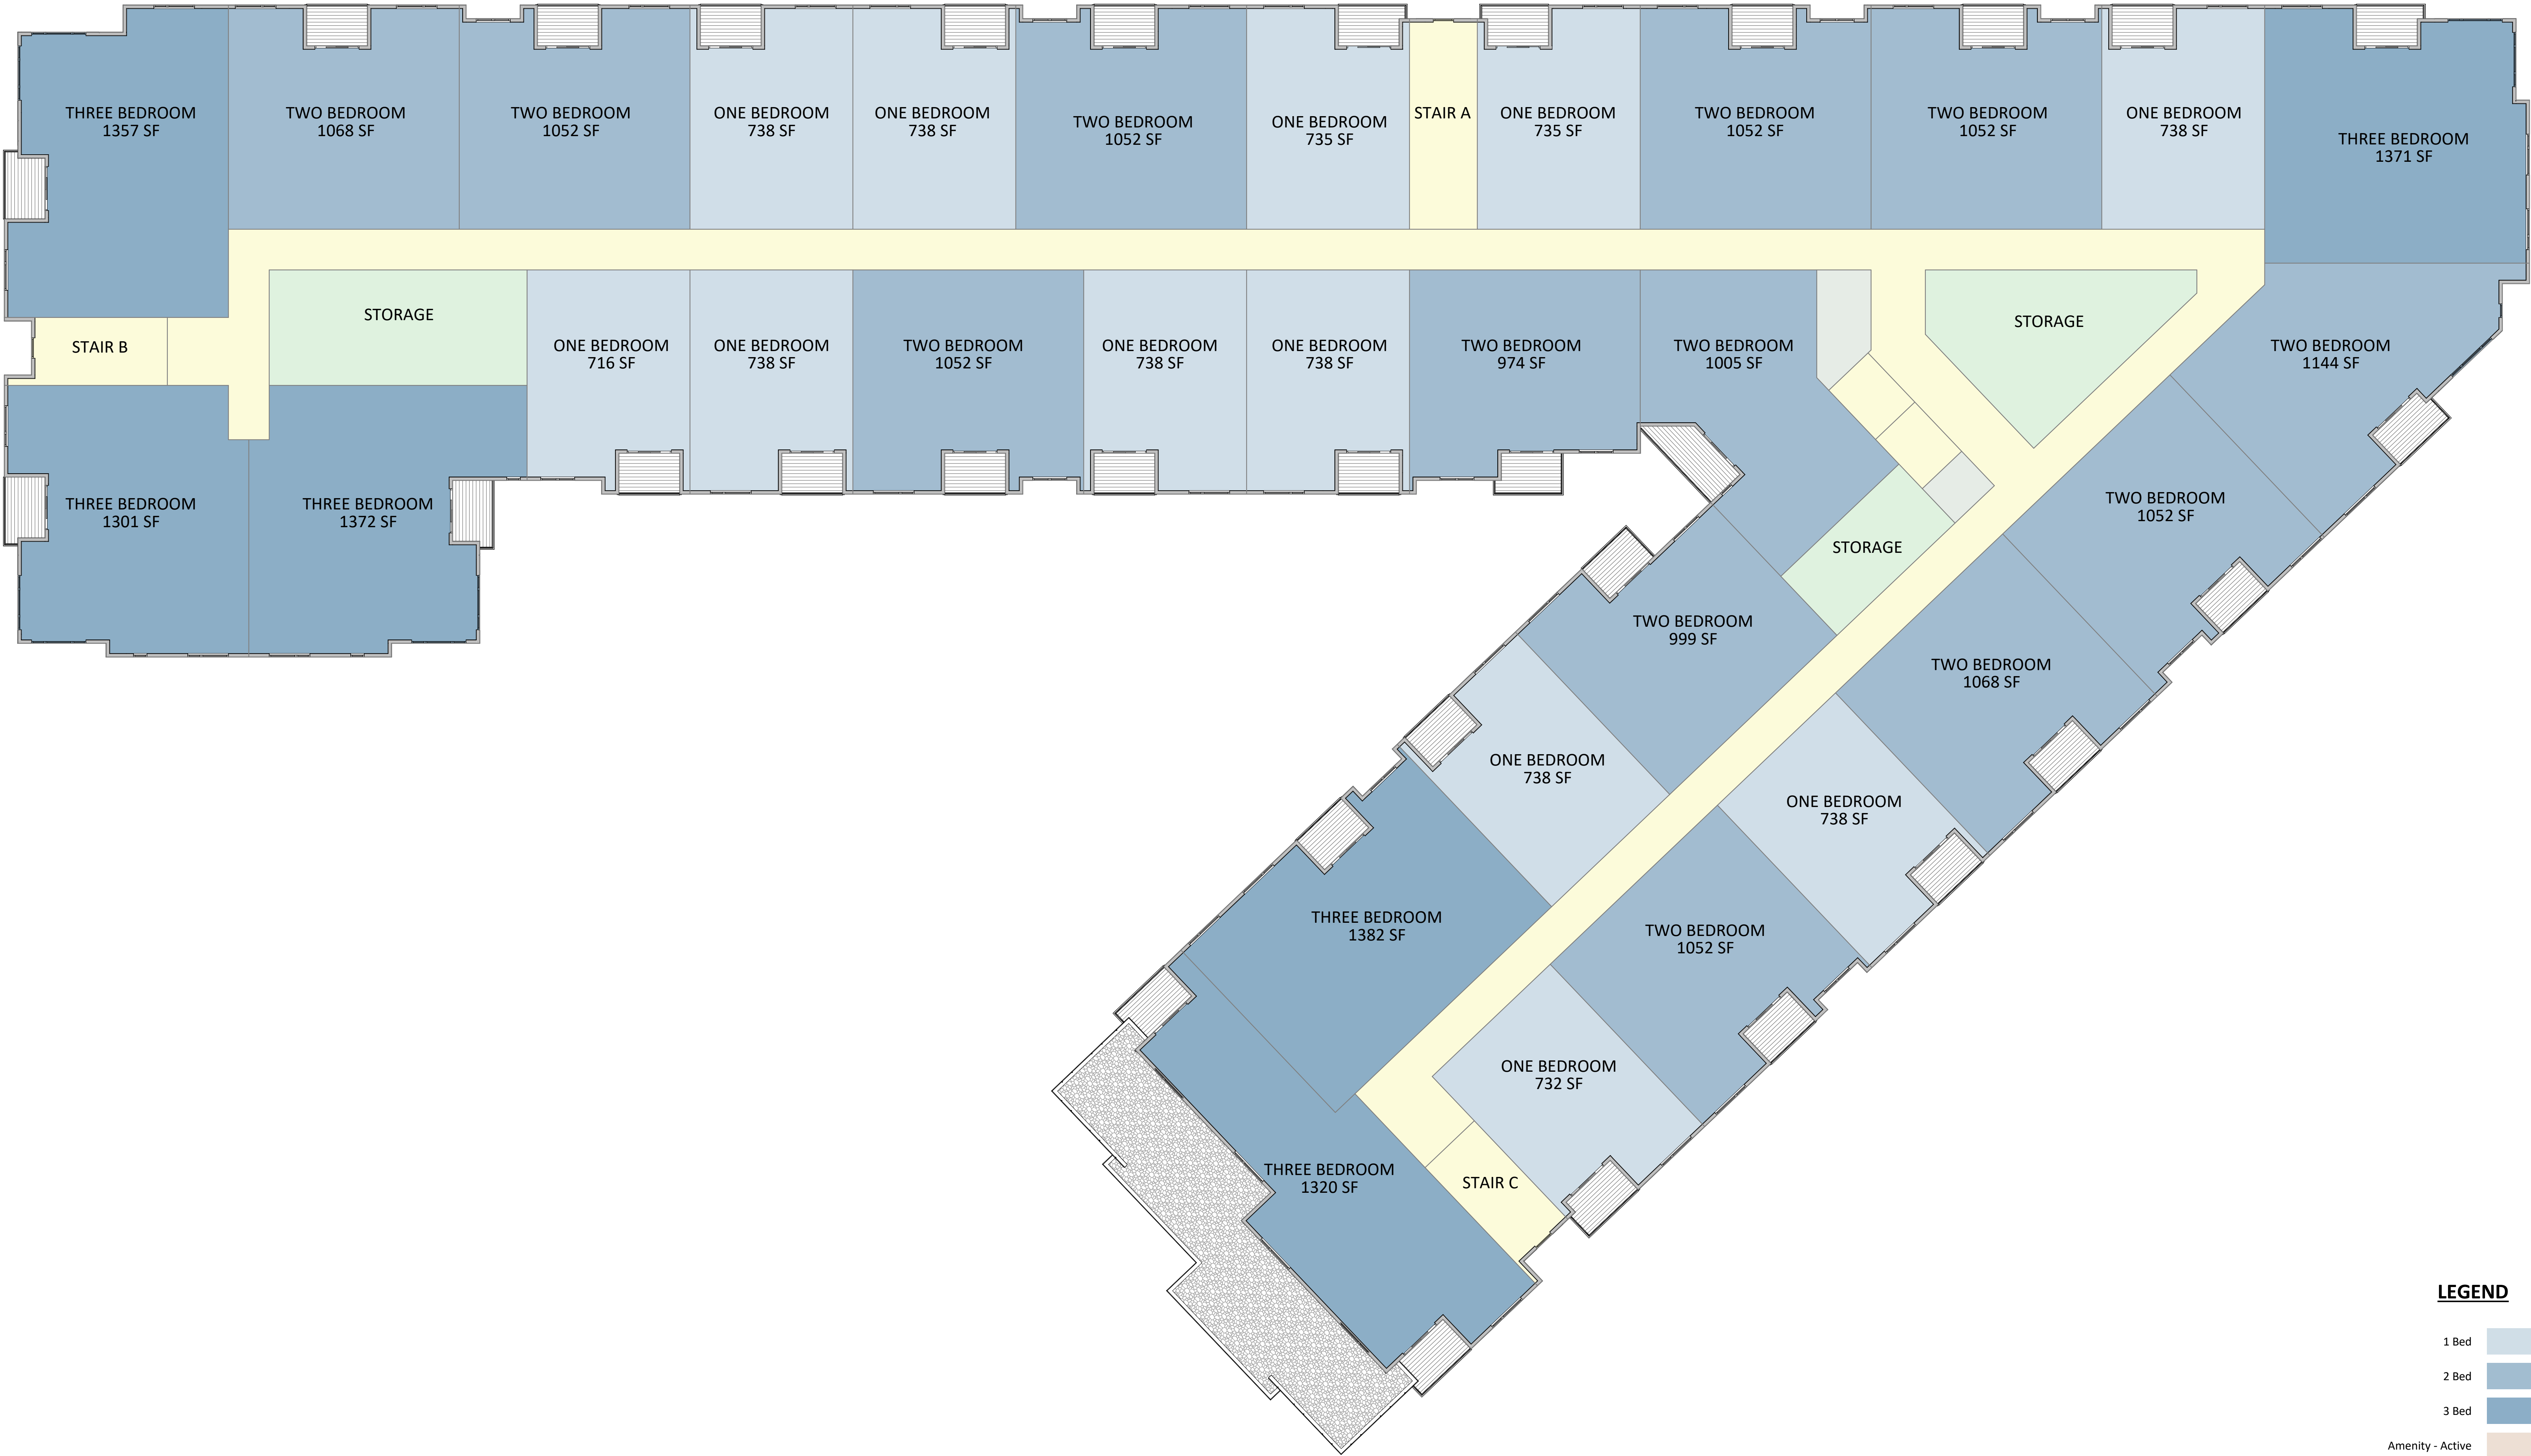 THREE BEDROOM
1357 SF
TWO BEDROOM
1068 SF
TWO BEDROOM
1052 SF
ONE BEDROOM
738 SF
ONE BEDROOM
738 SF
TWO BEDROOM
1052 SF
ONE BEDROOM
735 SF
STAIR A
ONE BEDROOM
735 SF
TWO BEDROOM
1052 SF
TWO BEDROOM
1052 SF
ONE BEDROOM
738 SF
THREE BEDROOM
1371 SF
STAIR B
STORAGE
ONE BEDROOM
716 SF
ONE BEDROOM
738 SF
TWO BEDROOM
1052 SF
ONE BEDROOM
738 SF
ONE BEDROOM
738 SF
TWO BEDROOM
974 SF
TWO BEDROOM
1005 SF
STORAGE
TWO BEDROOM
1144 SF
THREE BEDROOM
1301 SF
THREE BEDROOM
1372 SF
TWO BEDROOM
1052 SF
STORAGE
TWO BEDROOM
999 SF
TWO BEDROOM
1068 SF
ONE BEDROOM
738 SF
ONE BEDROOM
738 SF
THREE BEDROOM
1382 SF
TWO BEDROOM
1052 SF
ONE BEDROOM
732 SF
THREE BEDROOM
1320 SF
STAIR C
LEGEND
1 Bed
2 Bed
3 Bed
Amenity - Active